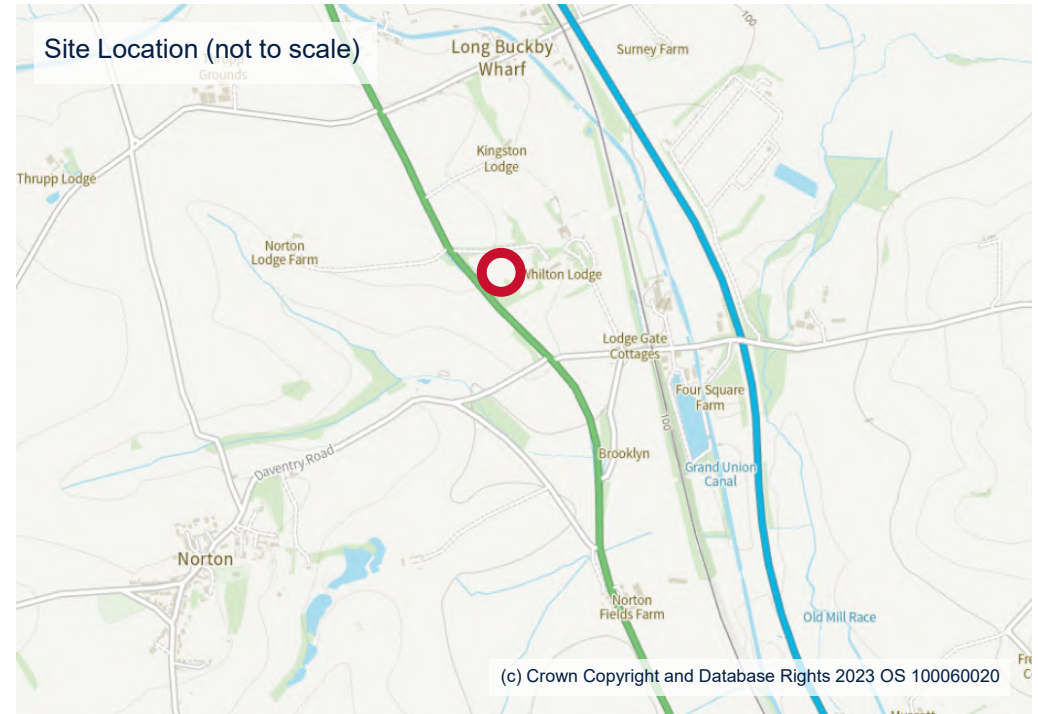 Site Location (not to scale)
Long Buckby
Wharf
Surney Farm
100
Grounds
Kingston
Lodge
Thrupp Lodge
Norton
Lodge Farm
Whilton Lodge
Lodge Gate
Cottages
Four Square
Farm
100
Brooklyn
Daventry Road
Grand Union
Canal
Norton
Norton
Fields Farm
Old Mill Race
(c) Crown Copyright and Database Rights 2023 OS 100060020